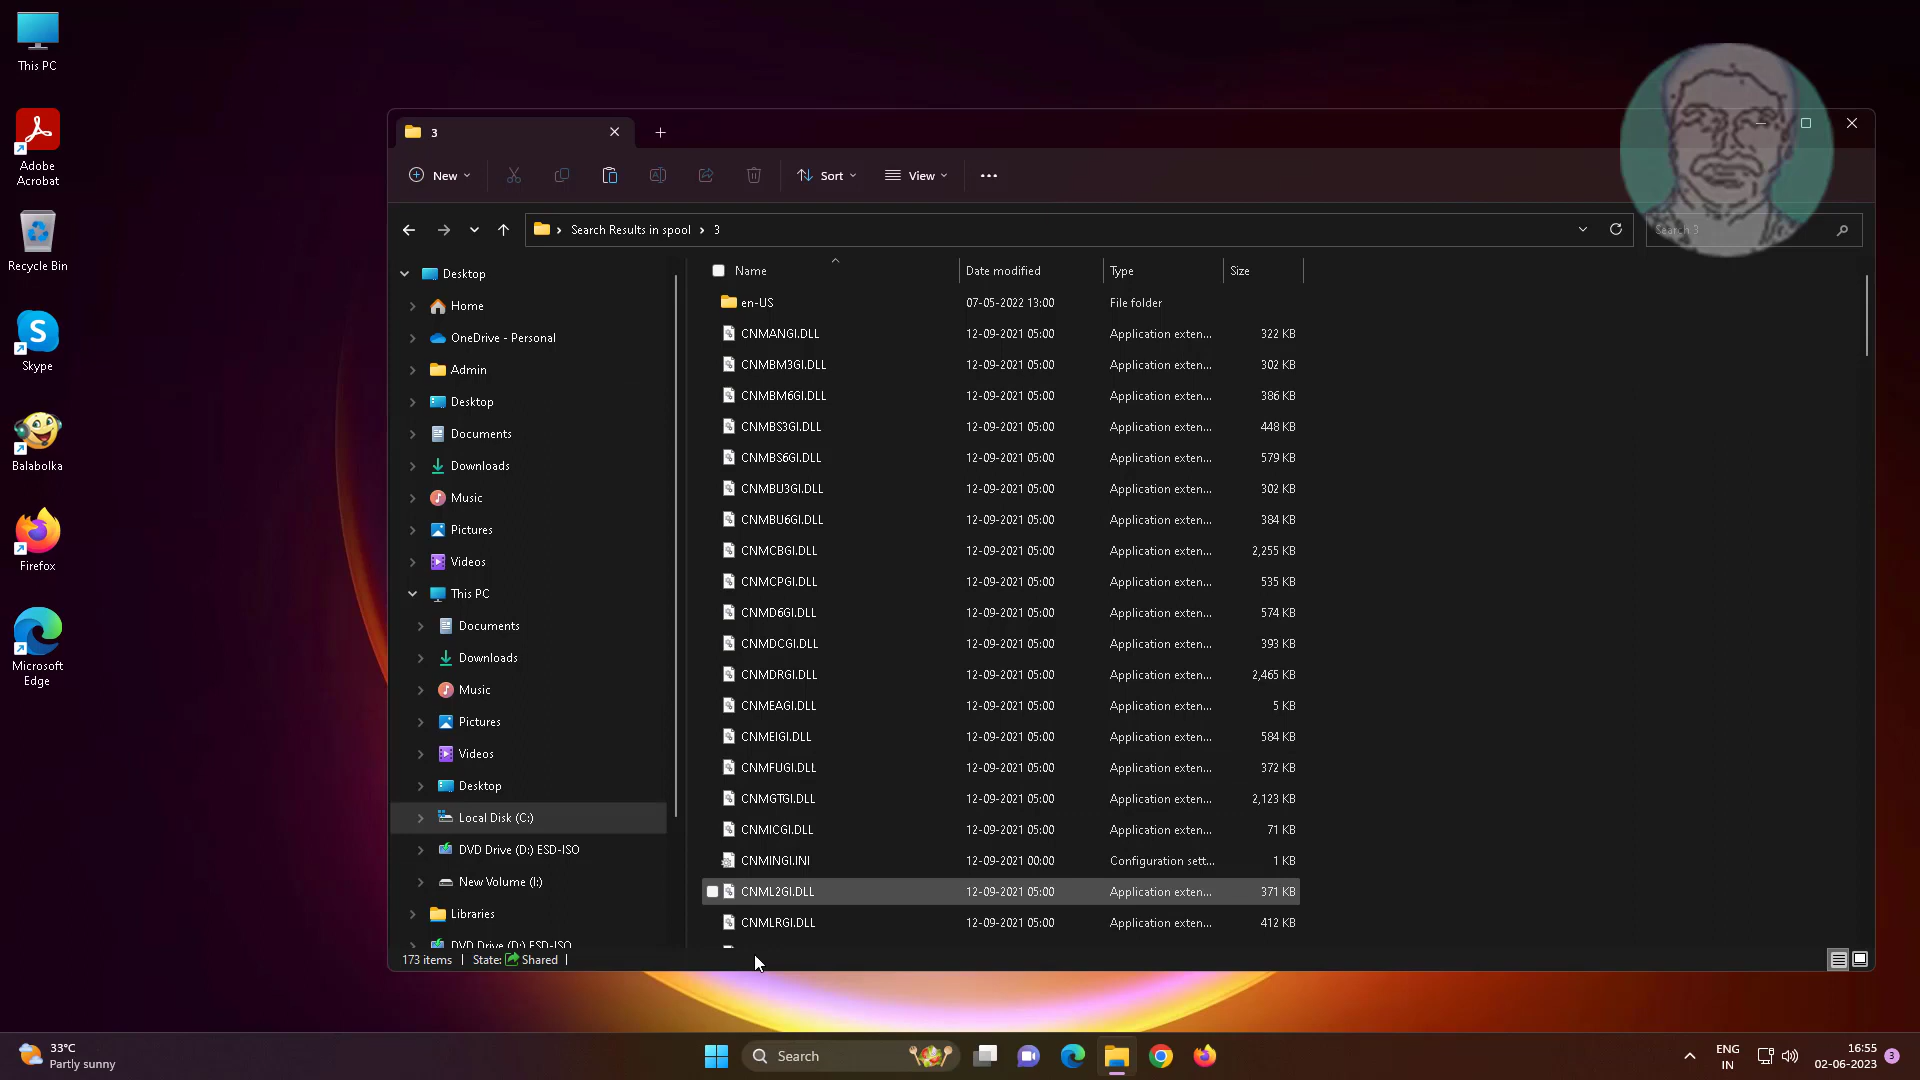 This PC
Adobe
Acrobat
Recycle Bin
Skype
Balabolka
Firefox
Microsoft
Edge
3
New
Sort
View
Search Results in spool
3
Search 3
Desktop
Home
OneDrive - Personal
Admin
Desktop
Documents
Downloads
Music
Pictures
Videos
This PC
Documents
Downloads
Music
Pictures
Videos
Desktop
Local Disk (C:)
DVD Drive (D:) ESD-ISO
New Volume (I:)
Libraries
DVD Drive (D:) ESD-ISO
Name Date modified Type Size
en-US 07-05-2022 13:00 File folder
CNMANGI.DLL 12-09-2021 05:00 Application exten... 322 KB
CNMBM3GI.DLL 12-09-2021 05:00 Application exten... 302 KB
CNMBM6GI.DLL 12-09-2021 05:00 Application exten... 386 KB
CNMBS3GI.DLL 12-09-2021 05:00 Application exten... 448 KB
CNMBS6GI.DLL 12-09-2021 05:00 Application exten... 579 KB
CNMBU3GI.DLL 12-09-2021 05:00 Application exten... 302 KB
CNMBU6GI.DLL 12-09-2021 05:00 Application exten... 384 KB
CNMCBGI.DLL 12-09-2021 05:00 Application exten... 2,255 KB
CNMCPGI.DLL 12-09-2021 05:00 Application exten... 535 KB
CNMD6GI.DLL 12-09-2021 05:00 Application exten... 574 KB
CNMDCGI.DLL 12-09-2021 05:00 Application exten... 393 KB
CNMDRGI.DLL 12-09-2021 05:00 Application exten... 2,465 KB
CNMEAGI.DLL 12-09-2021 05:00 Application exten... 5 KB
CNMEIGI.DLL 12-09-2021 05:00 Application exten... 584 KB
CNMFUGI.DLL 12-09-2021 05:00 Application exten... 372 KB
CNMGTGI.DLL 12-09-2021 05:00 Application exten... 2,123 KB
CNMICGI.DLL 12-09-2021 05:00 Application exten... 71 KB
CNMINGI.INI 12-09-2021 00:00 Configuration sett... 1 KB
CNML2GI.DLL 12-09-2021 05:00 Application exten... 371 KB
CNMLRGI.DLL 12-09-2021 05:00 Application exten... 412 KB
173 items State: Shared
33°C
Partly sunny
Search
ENG
IN
16:55
02-06-2023
3